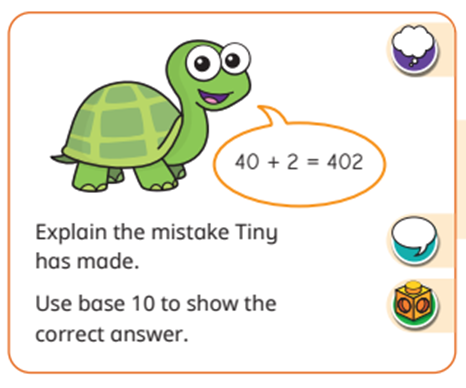 40 + 2 = 402
Explain the mistake Tiny
has made.
Use base 10 to show the
correct answer.